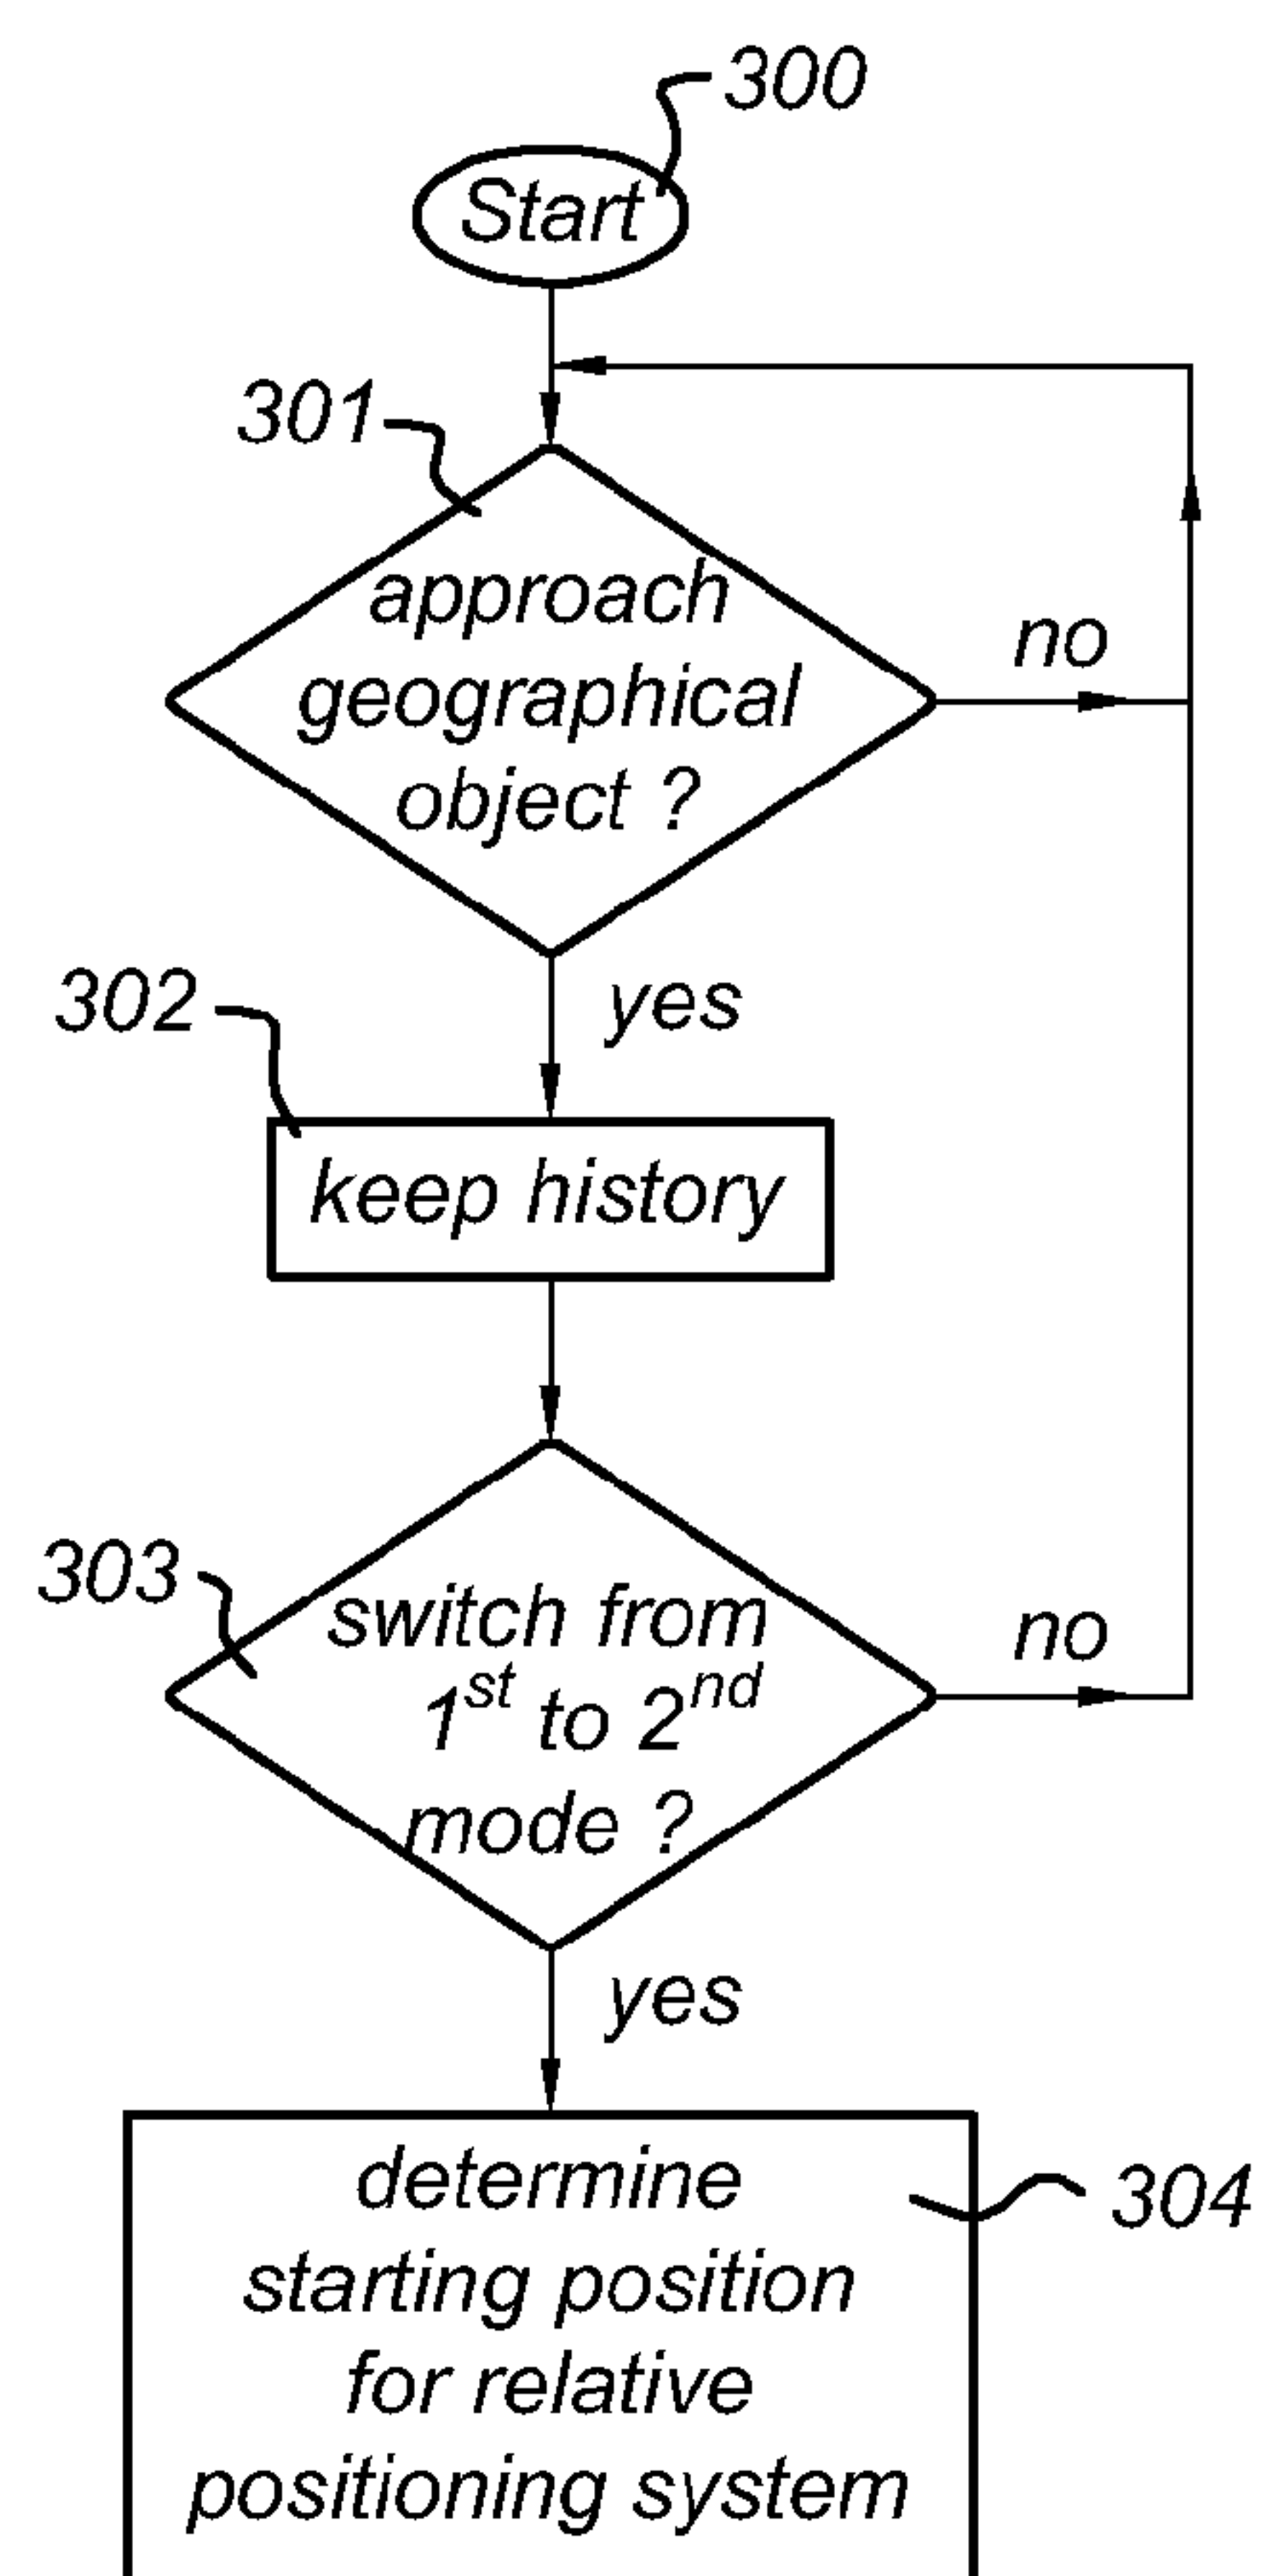 300
Start
301
approach
geographical
object ?
no
302
yes
keep history
303
switch from
1st to 2nd
mode ?
no
yes
determine
starting position
for relative
positioning system
304